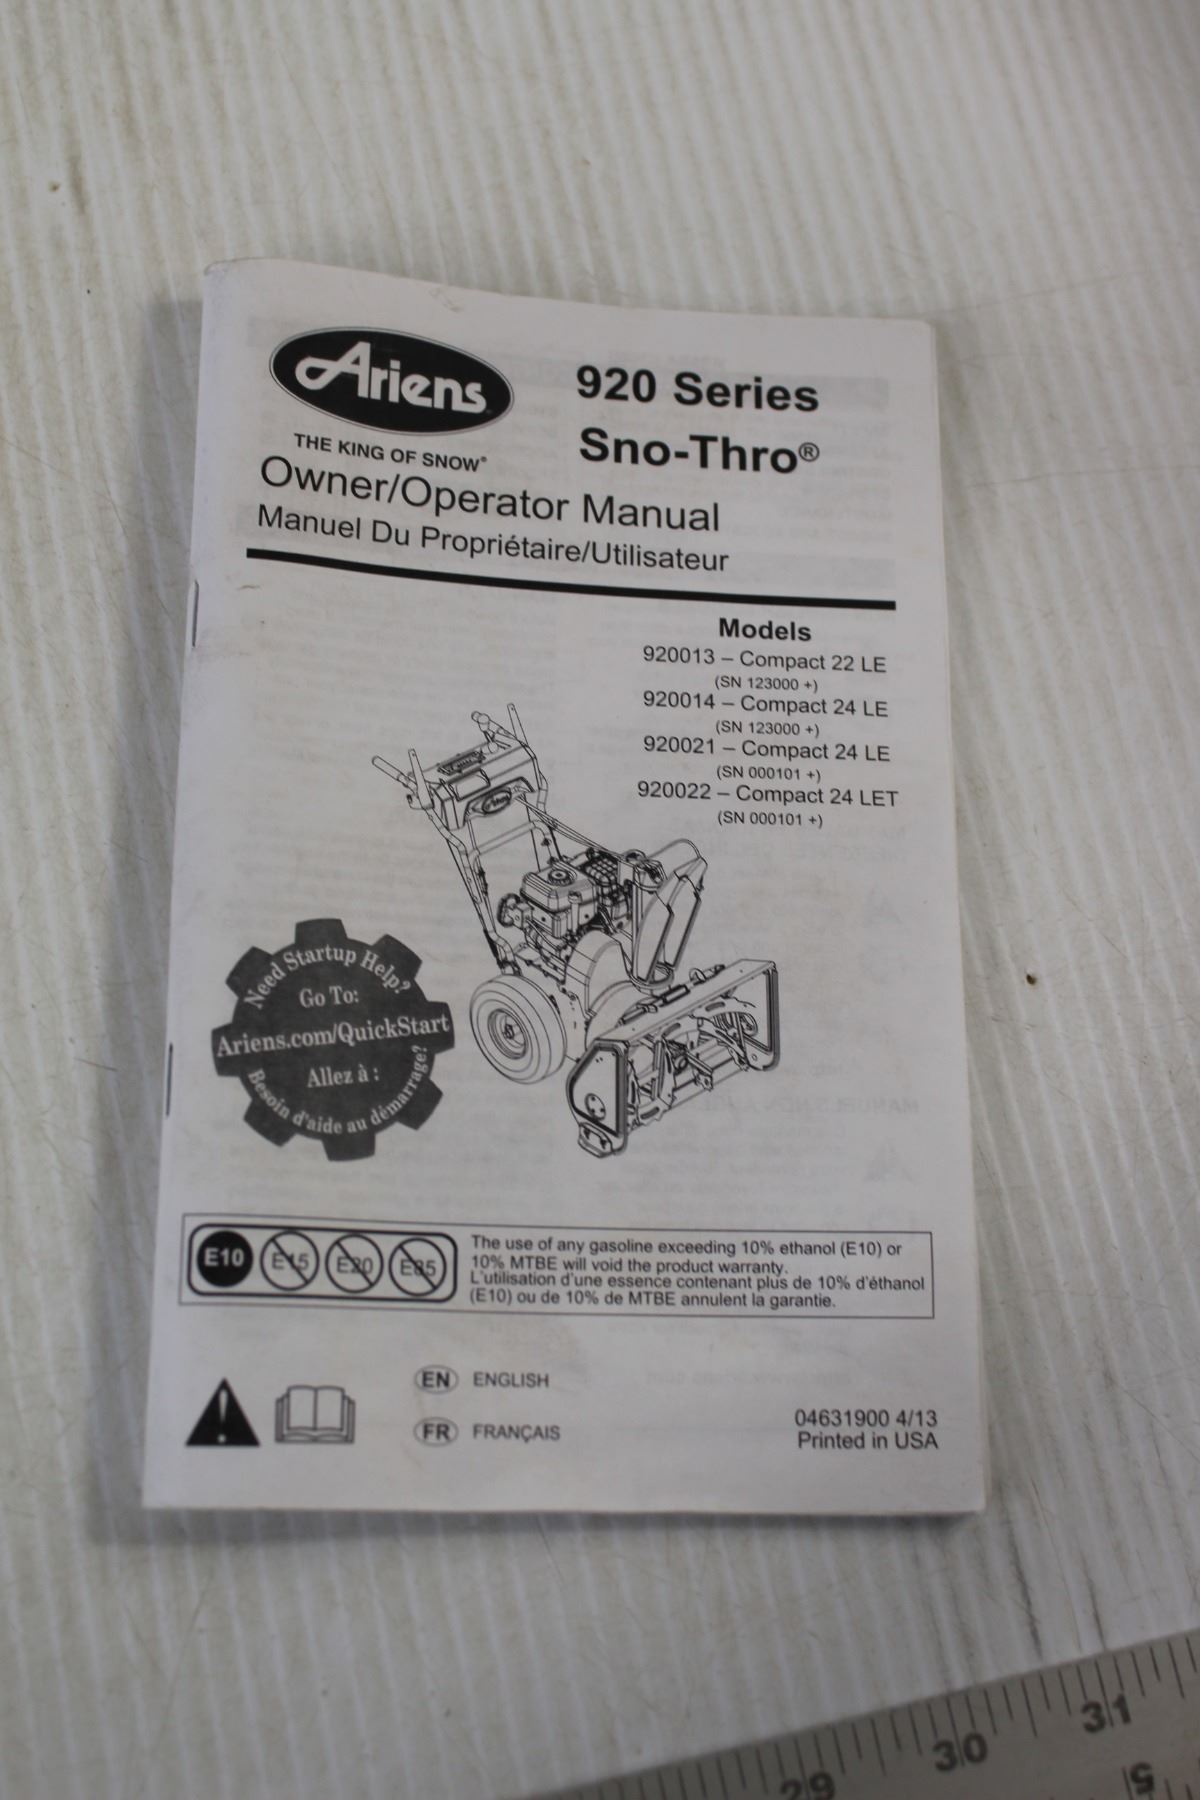 Ariens
THE KING OF SNOW®
920 Series
Sno-Thro®
Owner/Operator Manual
Manuel Du Propriétaire/Utilisateur
Models
920013 – Compact 22 LE
(SN 123000 +)
920014 – Compact 24 LE
(SN 123000 +)
920021 – Compact 24 LE
(SN 000101 +)
920022 – Compact 24 LET
(SN 000101 +)
Need Startup Help?
Go To:
Ariens.com/QuickStart
Allez à :
Besoin d'aide au démarrage?
E10 E15 E20 E85
The use of any gasoline exceeding 10% ethanol (E10) or
10% MTBE will void the product warranty.
L'utilisation d'une essence contenant plus de 10% d'éthanol
(E10) ou de 10% de MTBE annulent la garantie.
EN ENGLISH
FR FRANÇAIS
04631900 4/13
Printed in USA
29 30 31
5